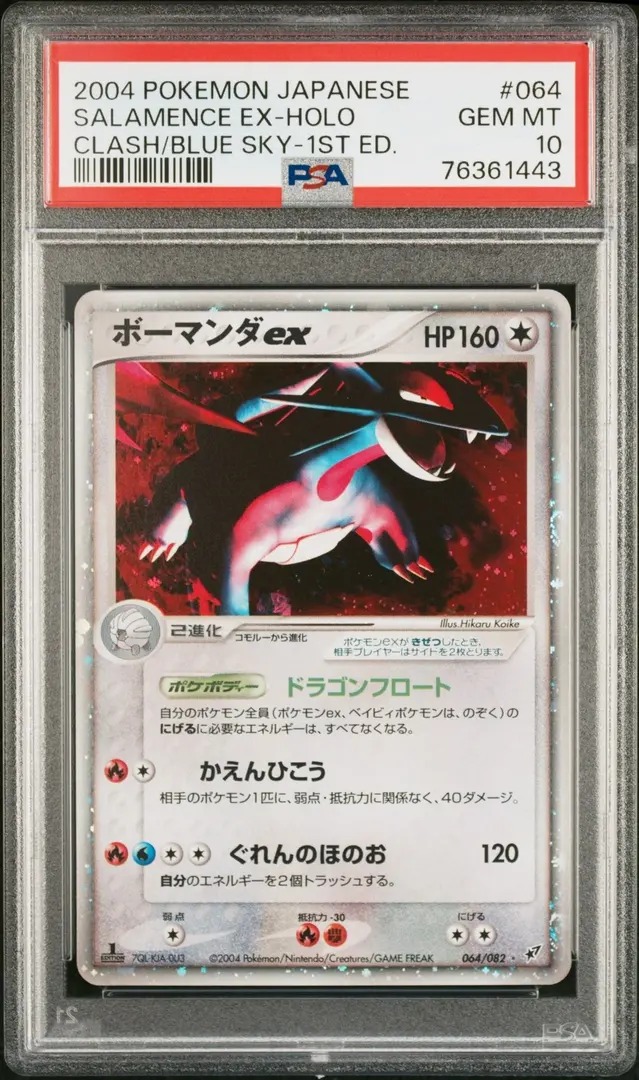 2004 POKEMON JAPANESE #064
SALAMENCE EX-HOLO GEM MT
CLASH/BLUE SKY-1ST ED. 10
PSA 76361443
ボーマンダex HP160
Illus.Hikaru Koike
2進化 コモルーから進化
ポケモンexがきぜつしたとき、
相手プレイヤーはサイドを2枚とります。
ポケボディー ドラゴンフロート
自分のポケモン全員(ポケモンex、ベイビィポケモンは、のぞく)の
にげるに必要なエネルギーは、すべてなくなる。
かえんひこう
相手のポケモン1匹に、弱点・抵抗力に関係なく、40ダメージ。
ぐれんのほのお 120
自分のエネルギーを2個トラッシュする。
弱点 抵抗力 -30 にげる
1 EDITION 7QL-KJA-0U3 ©2004 Pokémon/Nintendo/Creatures/GAME FREAK 064/082
21 PSA